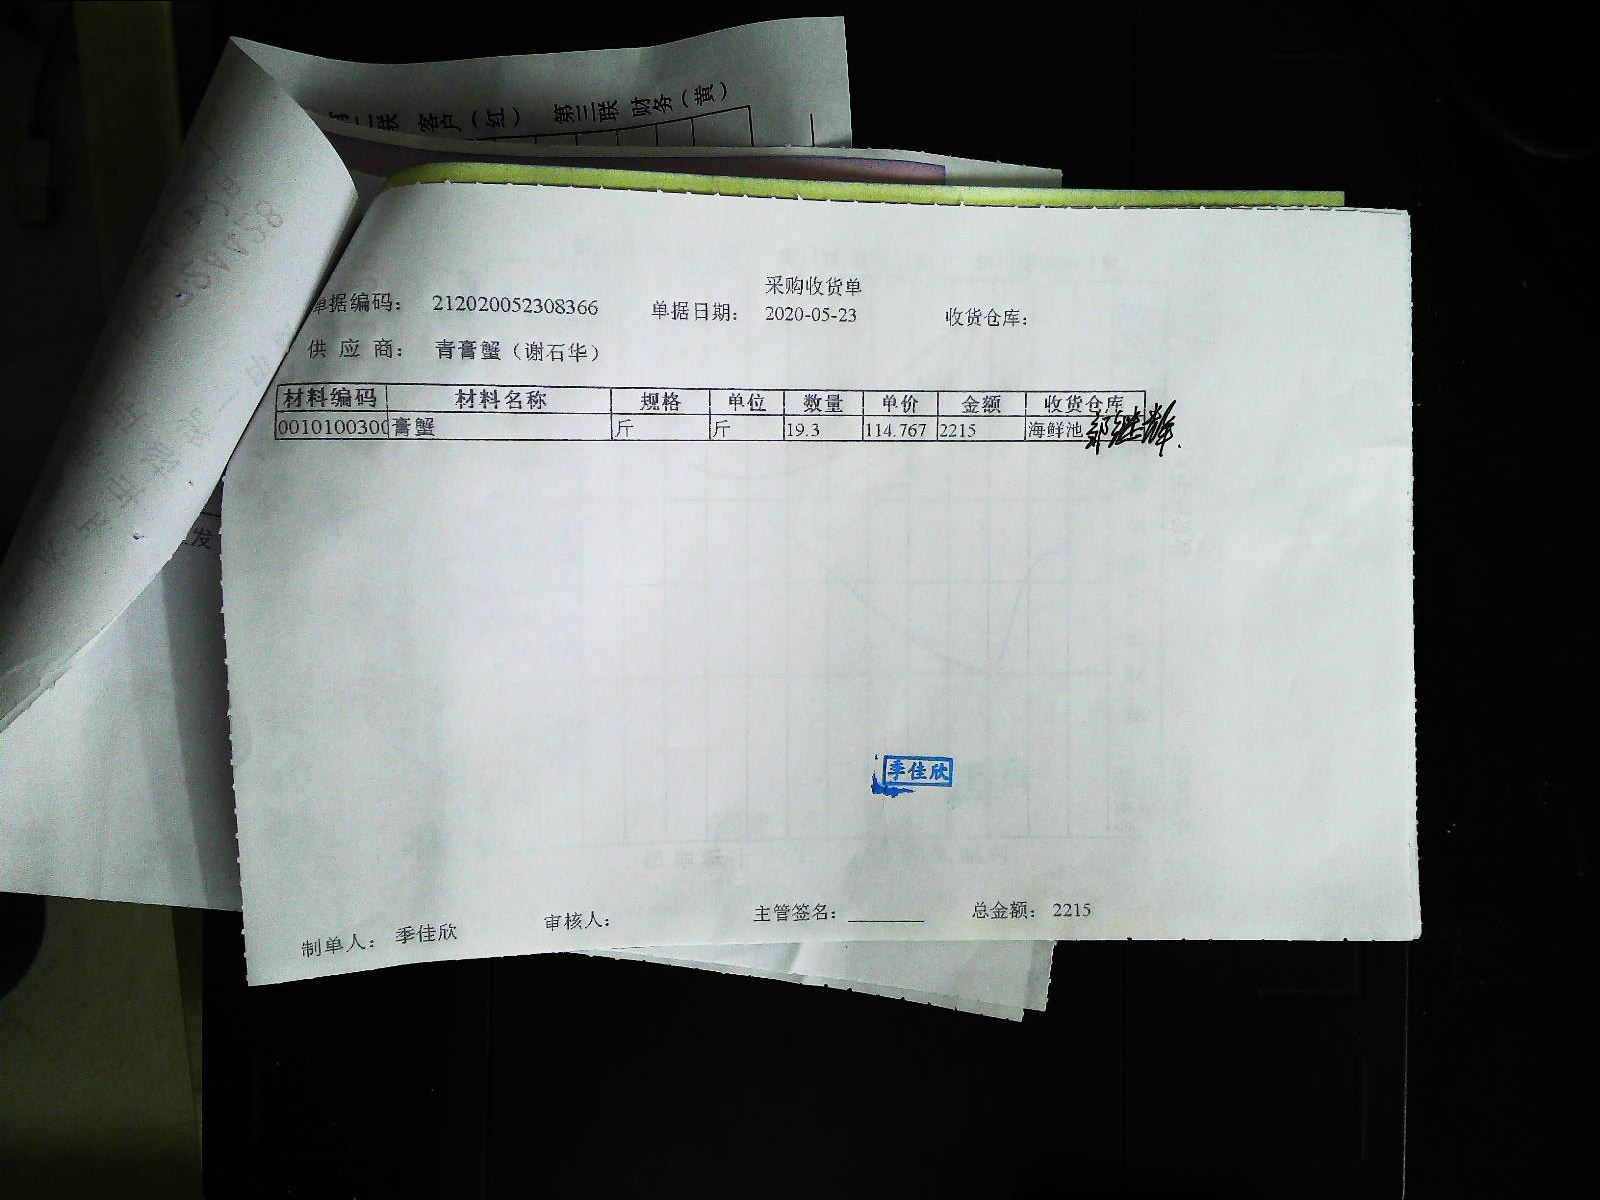 客户（红） 第三联 财务（黄）
采购收货单
单据编码： 212020052308366 单据日期： 2020-05-23 收货仓库：
供应商： 青膏蟹（谢石华）
材料编码 材料名称 规格 单位 数量 单价 金额 收货仓库
0010100300 膏蟹 斤 斤 19.3 114.767 2215 海鲜池
发
季佳欣
制单人： 季佳欣 审核人： 主管签名：________ 总金额： 2215